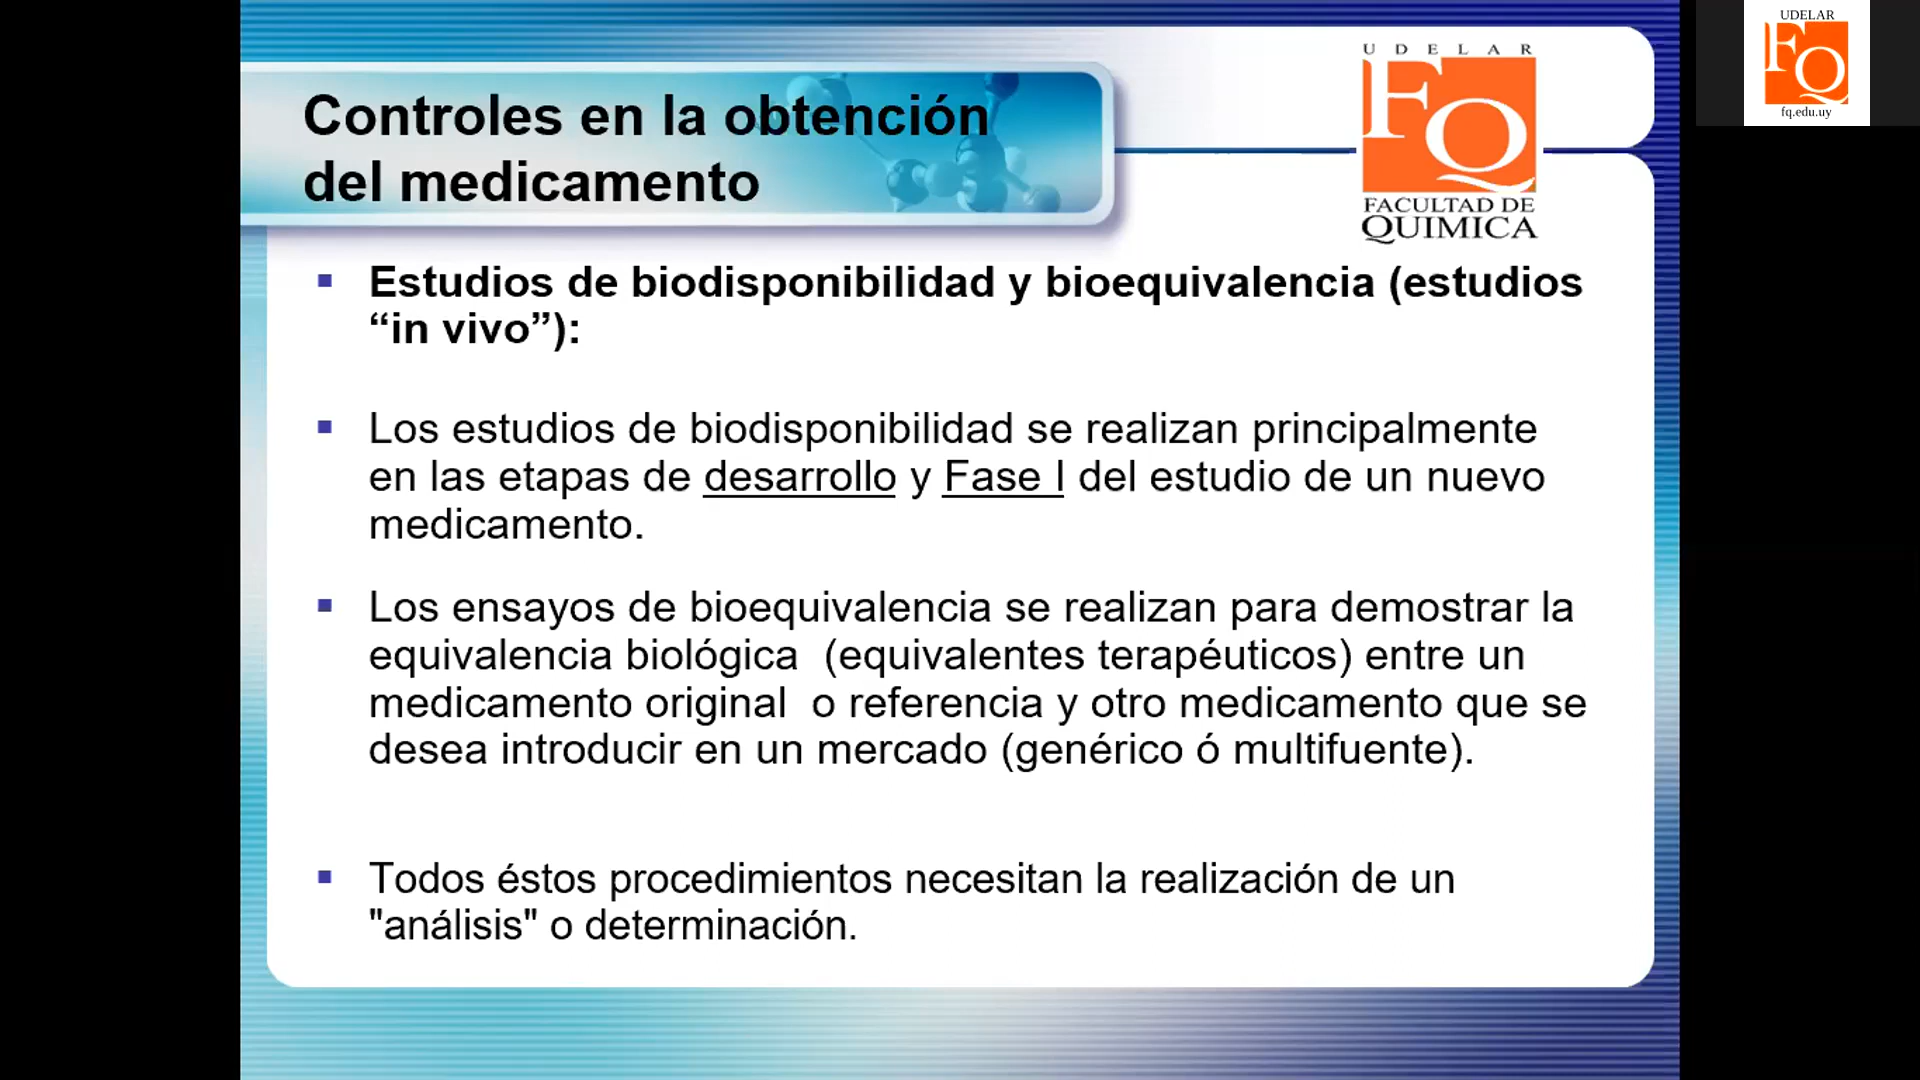 UDELAR
FQ
fq.edu.uy
UDELAR
FQ
FACULTAD DE
QUIMICA
Controles en la obtención
del medicamento
▪ Estudios de biodisponibilidad y bioequivalencia (estudios
“in vivo”):
▪ Los estudios de biodisponibilidad se realizan principalmente
en las etapas de desarrollo y Fase I del estudio de un nuevo
medicamento.
▪ Los ensayos de bioequivalencia se realizan para demostrar la
equivalencia biológica (equivalentes terapéuticos) entre un
medicamento original o referencia y otro medicamento que se
desea introducir en un mercado (genérico ó multifuente).
▪ Todos éstos procedimientos necesitan la realización de un
"análisis" o determinación.